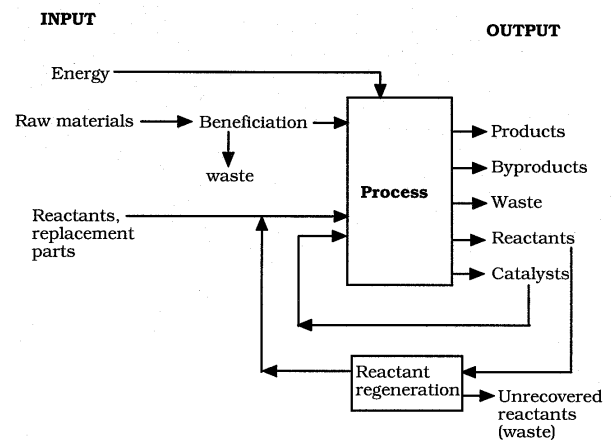 INPUT
OUTPUT
Energy
Raw materials
Beneficiation
waste
Reactants,
replacement
parts
Process
Products
Byproducts
Waste
Reactants
Catalysts
Reactant
regeneration
Unrecovered
reactants
(waste)